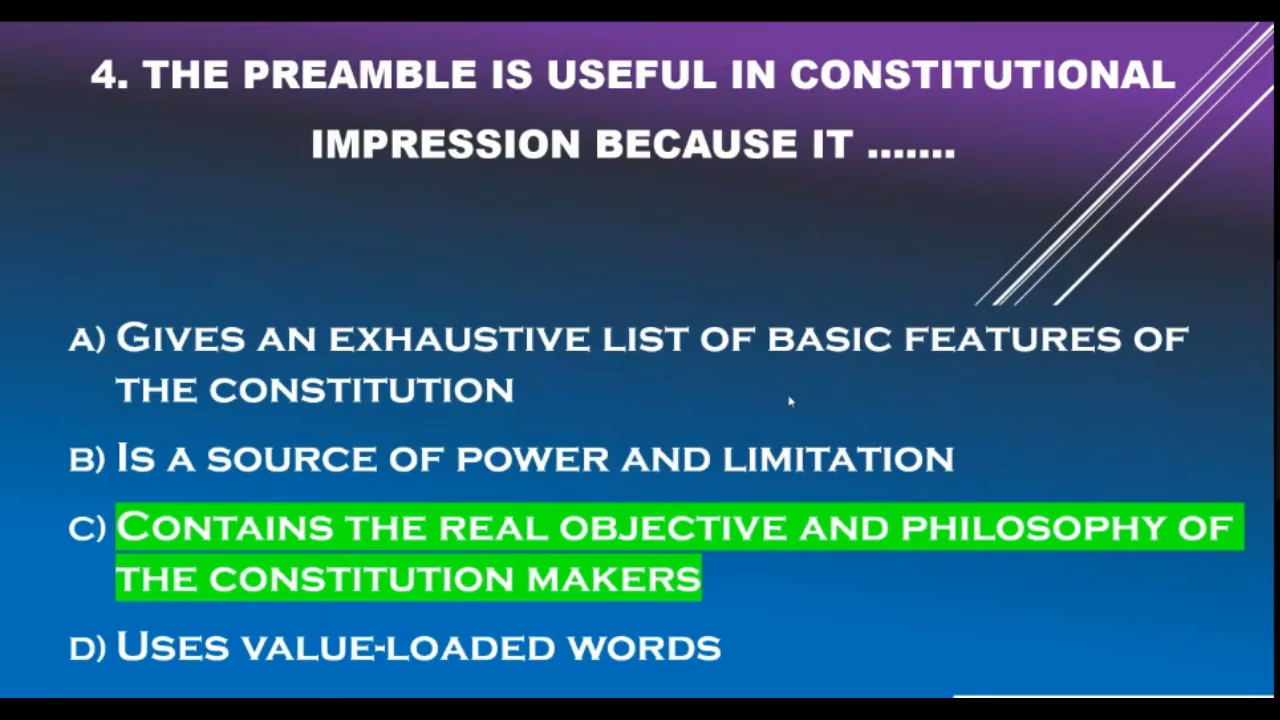 4. THE PREAMBLE IS USEFUL IN CONSTITUTIONAL
IMPRESSION BECAUSE IT .......
A) GIVES AN EXHAUSTIVE LIST OF BASIC FEATURES OF
THE CONSTITUTION
B) IS A SOURCE OF POWER AND LIMITATION
C) CONTAINS THE REAL OBJECTIVE AND PHILOSOPHY OF
THE CONSTITUTION MAKERS
D) USES VALUE-LOADED WORDS